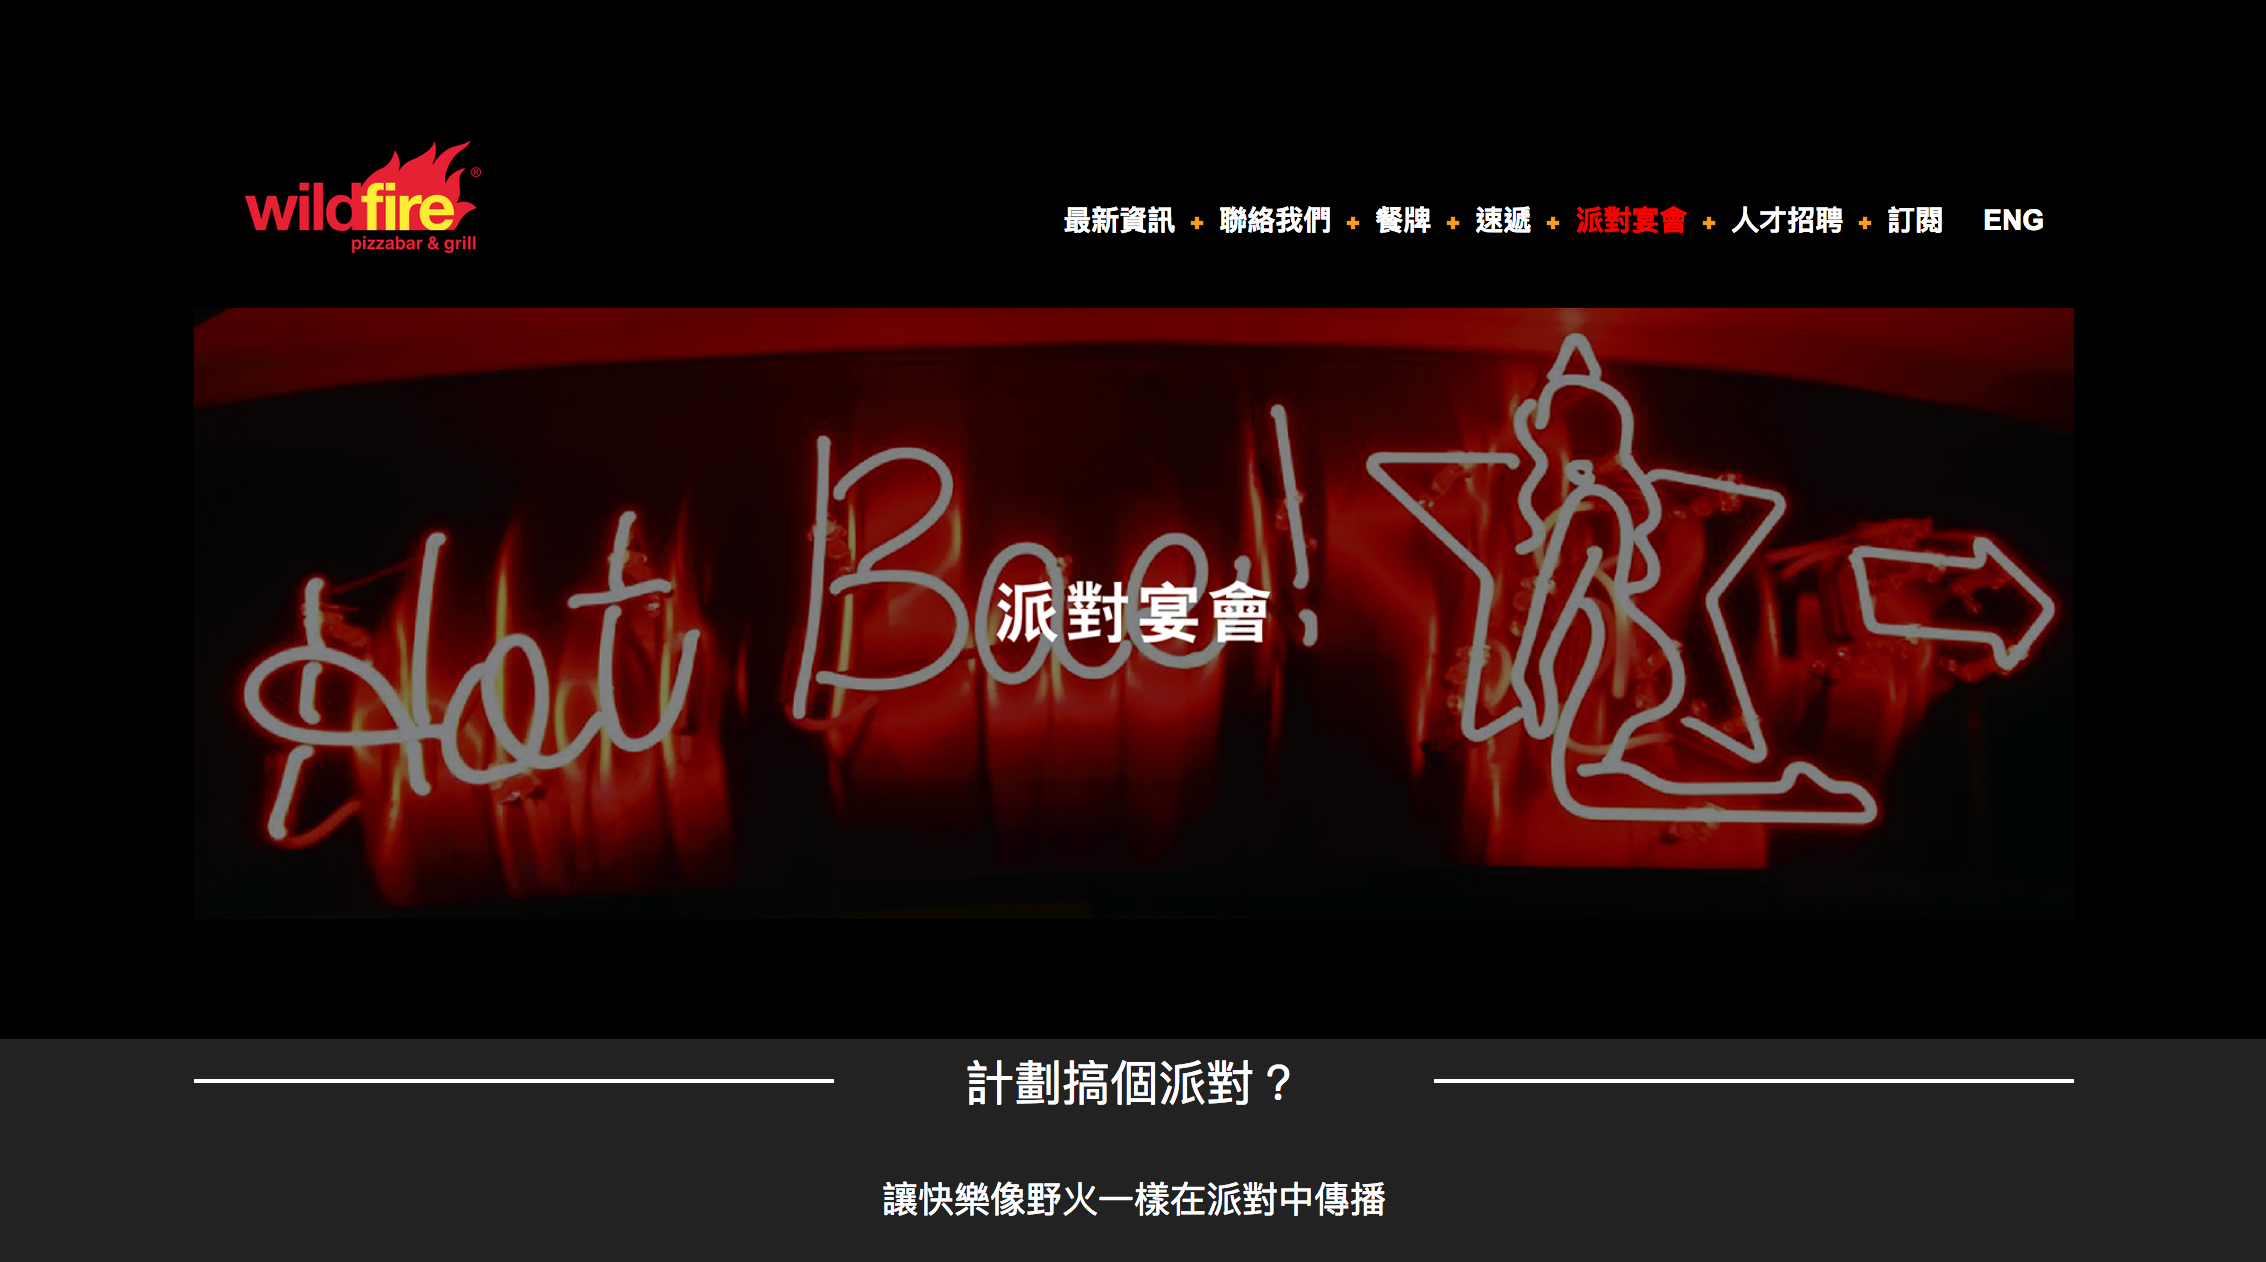 wildfire®
pizzabar & grill
最新資訊 + 聯絡我們 + 餐牌 + 速遞 + 派對宴會 + 人才招聘 + 訂閱 ENG
Hot Box!
派對宴會
計劃搞個派對？
讓快樂像野火一樣在派對中傳播